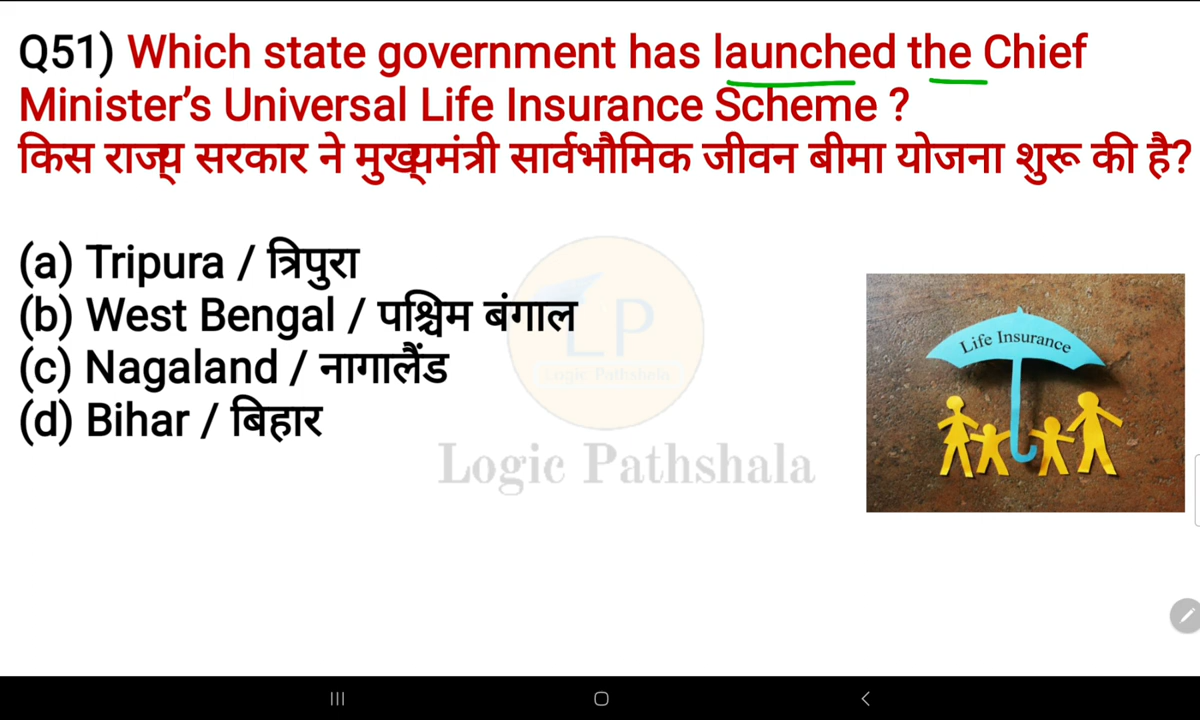 Q51) Which state government has launched the Chief
Minister’s Universal Life Insurance Scheme ?
किस राज्य सरकार ने मुख्यमंत्री सार्वभौमिक जीवन बीमा योजना शुरू की है?
(a) Tripura / त्रिपुरा
(b) West Bengal / पश्चिम बंगाल
(c) Nagaland / नागालैंड
(d) Bihar / बिहार
LP
Logic Pathshala
Logic Pathshala
Life Insurance